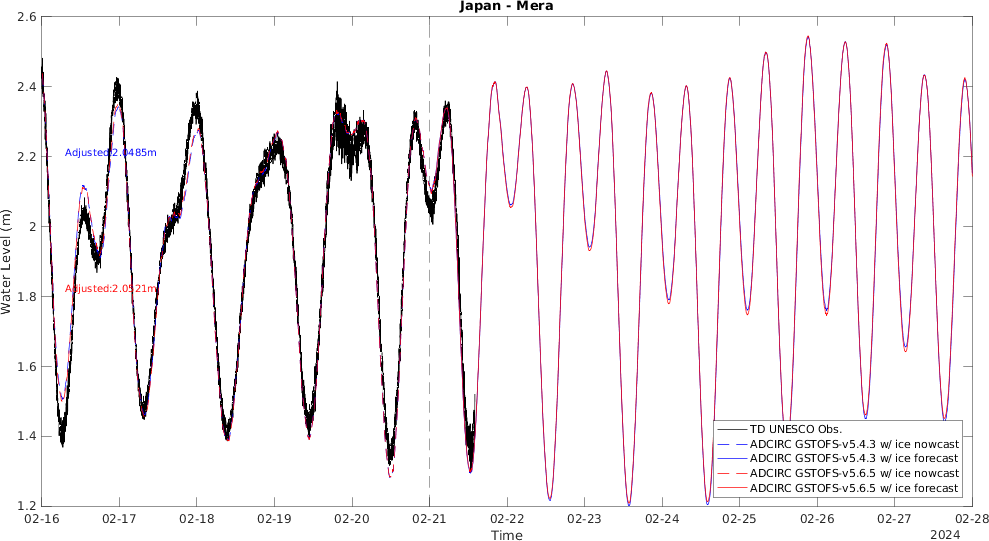 Japan - Mera
2.6
2.4
2.2
2
1.8
1.6
1.4
1.2
Water Level (m)
Adjusted:2.0485m
Adjusted:2.0521m
TD UNESCO Obs.
ADCIRC GSTOFS-v5.4.3 w/ ice nowcast
ADCIRC GSTOFS-v5.4.3 w/ ice forecast
ADCIRC GSTOFS-v5.6.5 w/ ice nowcast
ADCIRC GSTOFS-v5.6.5 w/ ice forecast
02-16 02-17 02-18 02-19 02-20 02-21 02-22 02-23 02-24 02-25 02-26 02-27 02-28
Time
2024